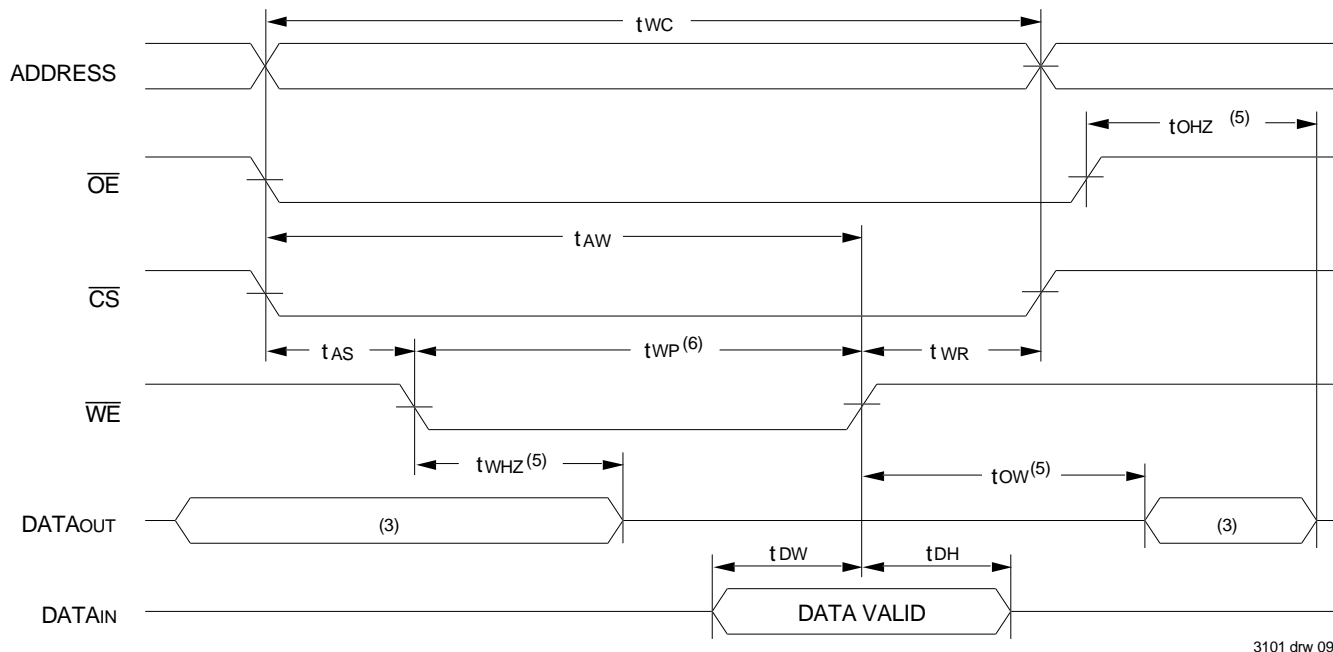 tWC
ADDRESS
tOHZ (5)
OE
tAW
CS
tAS
tWP(6)
tWR
WE
tWHZ(5)
tOW(5)
DATAOUT
(3)
(3)
tDW
tDH
DATAIN
DATA VALID
3101 drw 09